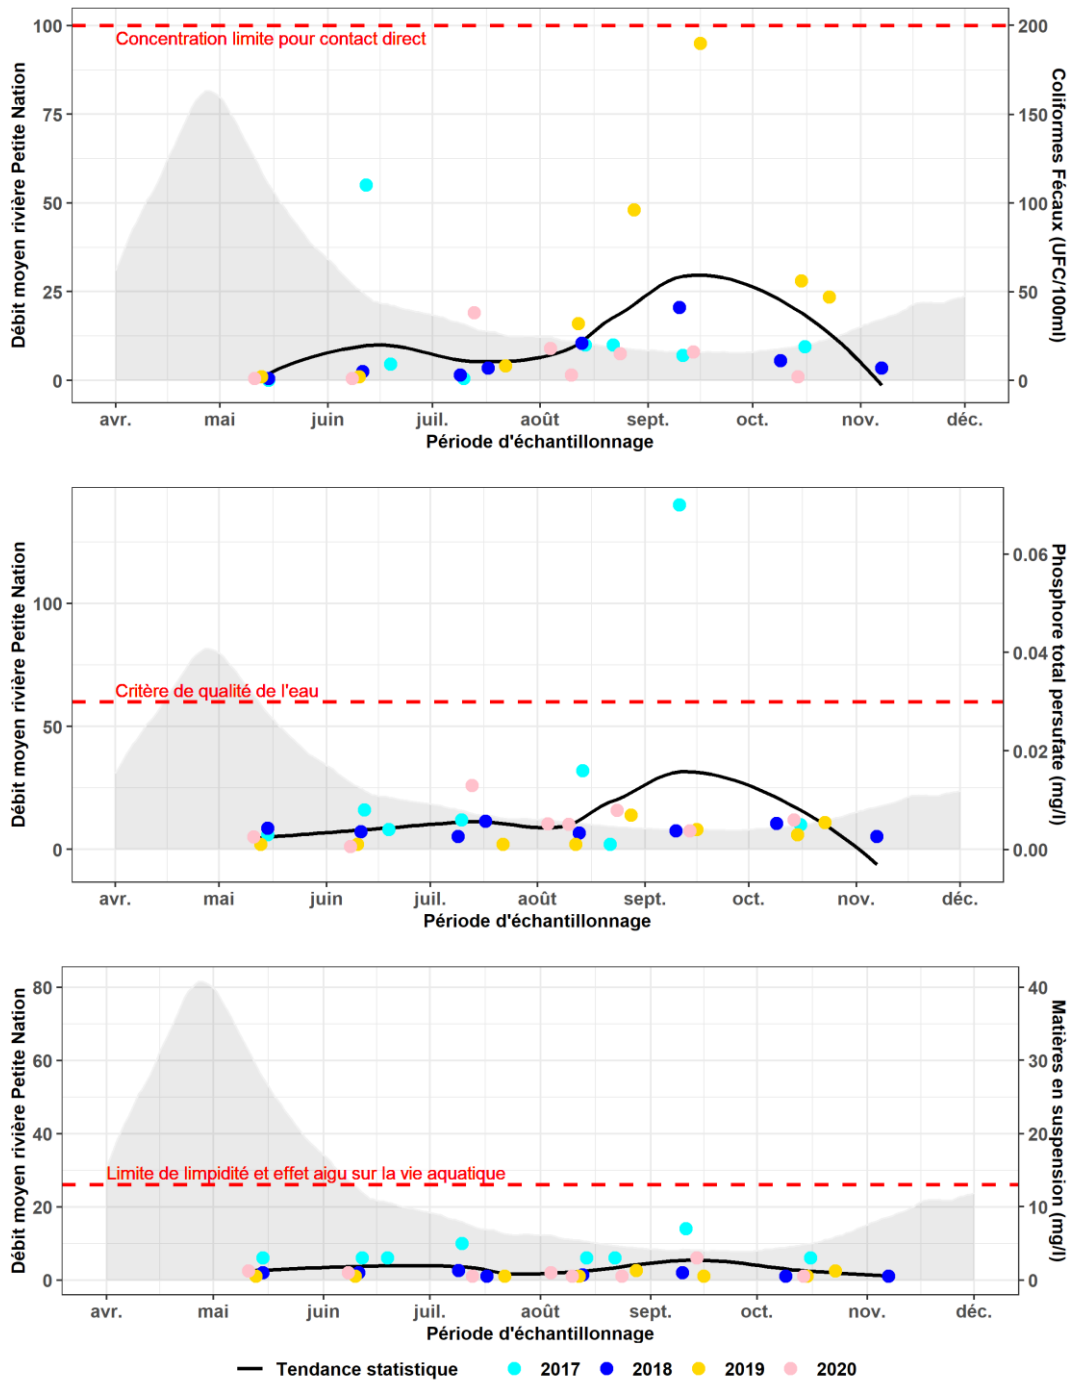 Débit moyen rivière Petite Nation
100
75
50
25
0
Concentration limite pour contact direct
200
150
100
50
0
Coliformes Fécaux (UFC/100ml)
avr. mai juin juil. août sept. oct. nov. déc.
Période d'échantillonnage
Débit moyen rivière Petite Nation
100
50
0
Critère de qualité de l'eau
0.06
0.04
0.02
0.00
Phosphore total persufate (mg/l)
avr. mai juin juil. août sept. oct. nov. déc.
Période d'échantillonnage
Débit moyen rivière Petite Nation
80
60
40
20
0
Limite de limpidité et effet aigu sur la vie aquatique
40
30
20
10
0
Matières en suspension (mg/l)
avr. mai juin juil. août sept. oct. nov. déc.
Période d'échantillonnage
Tendance statistique 2017 2018 2019 2020